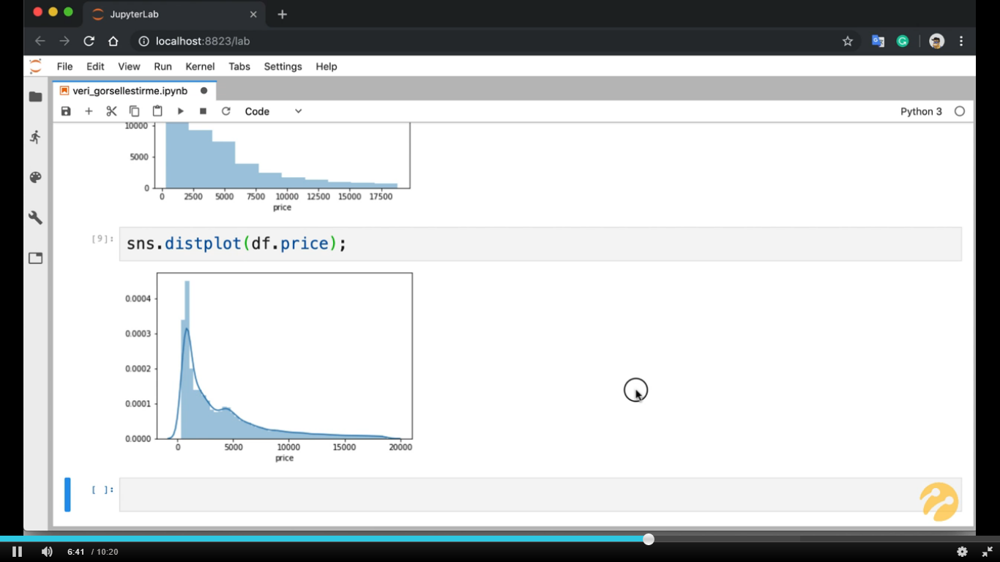 JupyterLab
localhost:8823/lab
File Edit View Run Kernel Tabs Settings Help
veri_gorsellestirme.ipynb
Code Python 3
10000
5000
0
0 2500 5000 7500 10000 12500 15000 17500
price
[9]: sns.distplot(df.price);
0.0004
0.0003
0.0002
0.0001
0.0000
0 5000 10000 15000 20000
price
[ ]:
6:41 / 10:20